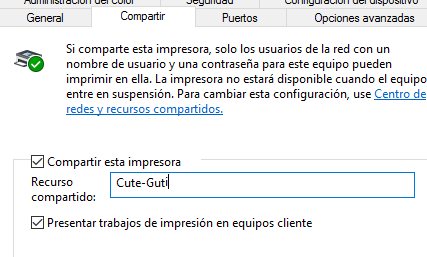 Administración del color Seguridad Configuración del dispositivo
General Compartir Puertos Opciones avanzadas
Si comparte esta impresora, solo los usuarios de la red con un
nombre de usuario y una contraseña para este equipo pueden
imprimir en ella. La impresora no estará disponible cuando el equipo
entre en suspensión. Para cambiar esta configuración, use Centro de
redes y recursos compartidos.
Compartir esta impresora
Recurso
compartido:
Cute-Guti
Presentar trabajos de impresión en equipos cliente